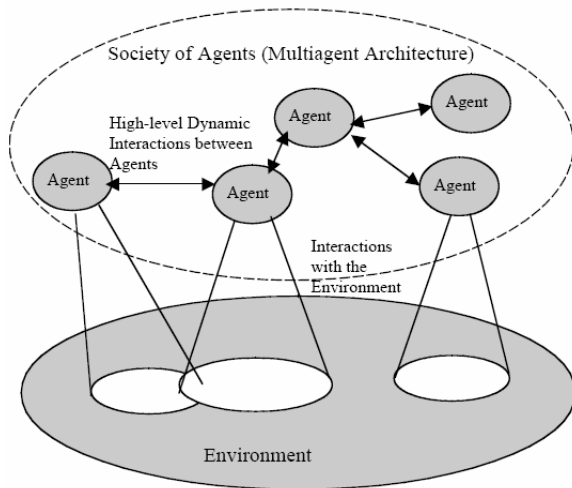 Society of Agents (Multiagent Architecture)
Agent
Agent
High-level Dynamic
Interactions between
Agents
Agent
Agent
Agent
Interactions
with the
Environment
Environment